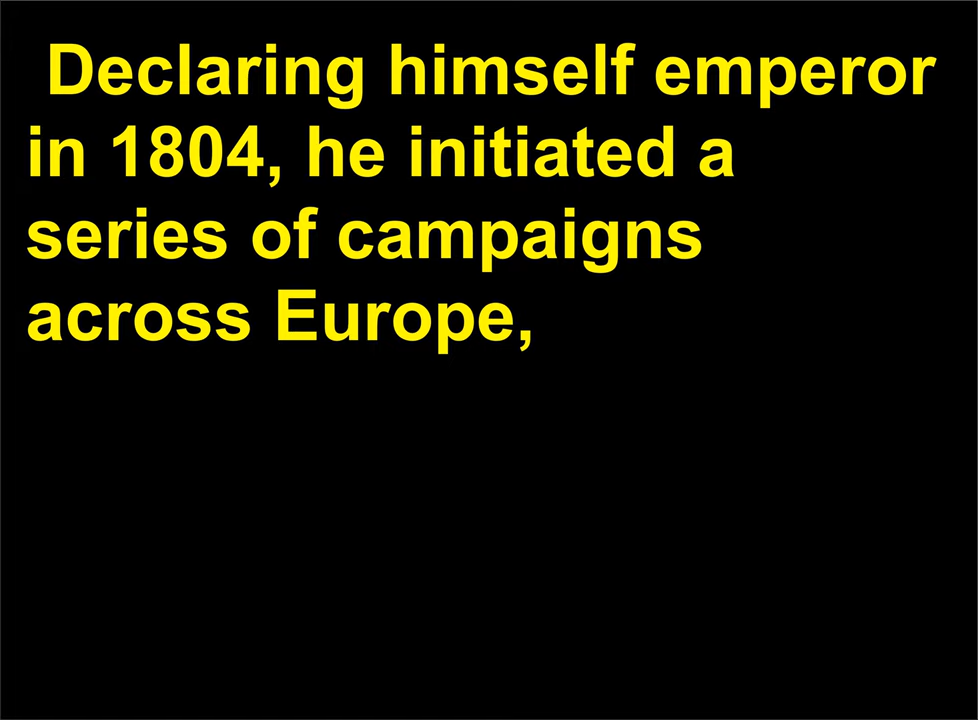 Declaring himself emperor
in 1804, he initiated a
series of campaigns
across Europe,